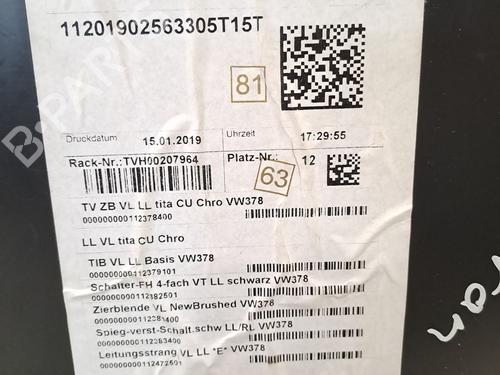 11201902563305T15T
81
Druckdatum 15.01.2019 Uhrzeit 17:29:55
Rack-Nr.:TVH00207964 Platz-Nr.: 12
63
TV ZB VL LL tita CU Chro VW378
000000000112378400
LL VL tita CU Chro
TIB VL LL Basis VW378
000000000112379101
Schalter-FH 4-fach VT LL schwarz VW378
000000000112382501
Zierblende VL NewBrushed VW378
Spieg-verst-Schalt.schw LL/RL VW378
000000000112383400
Leitungsstrang VL LL "E" VW378
000000000112472501